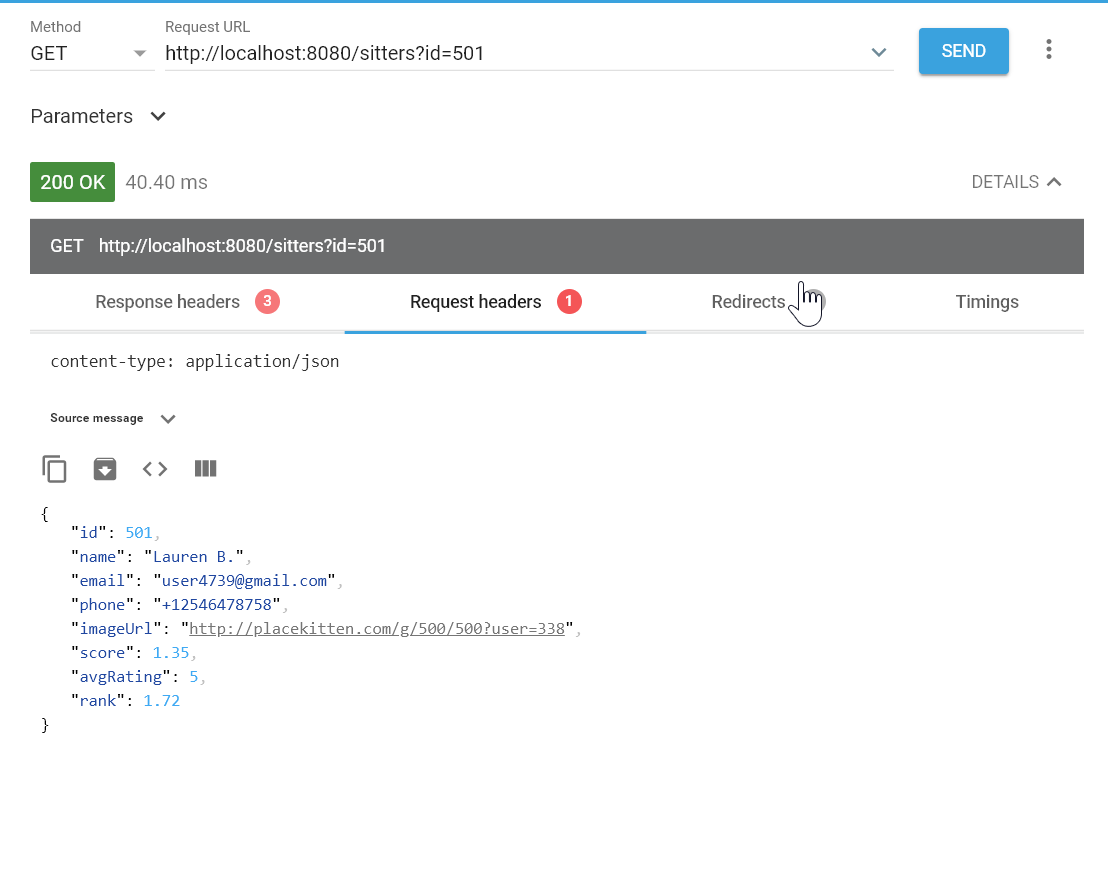 Method
Request URL
GET
http://localhost:8080/sitters?id=501
SEND
Parameters
200 OK
40.40 ms
DETAILS
GET http://localhost:8080/sitters?id=501
Response headers 3
Request headers 1
Redirects
Timings
content-type: application/json
Source message
{
"id": 501,
"name": "Lauren B.",
"email": "user4739@gmail.com",
"phone": "+12546478758",
"imageUrl": "http://placekitten.com/g/500/500?user=338",
"score": 1.35,
"avgRating": 5,
"rank": 1.72
}